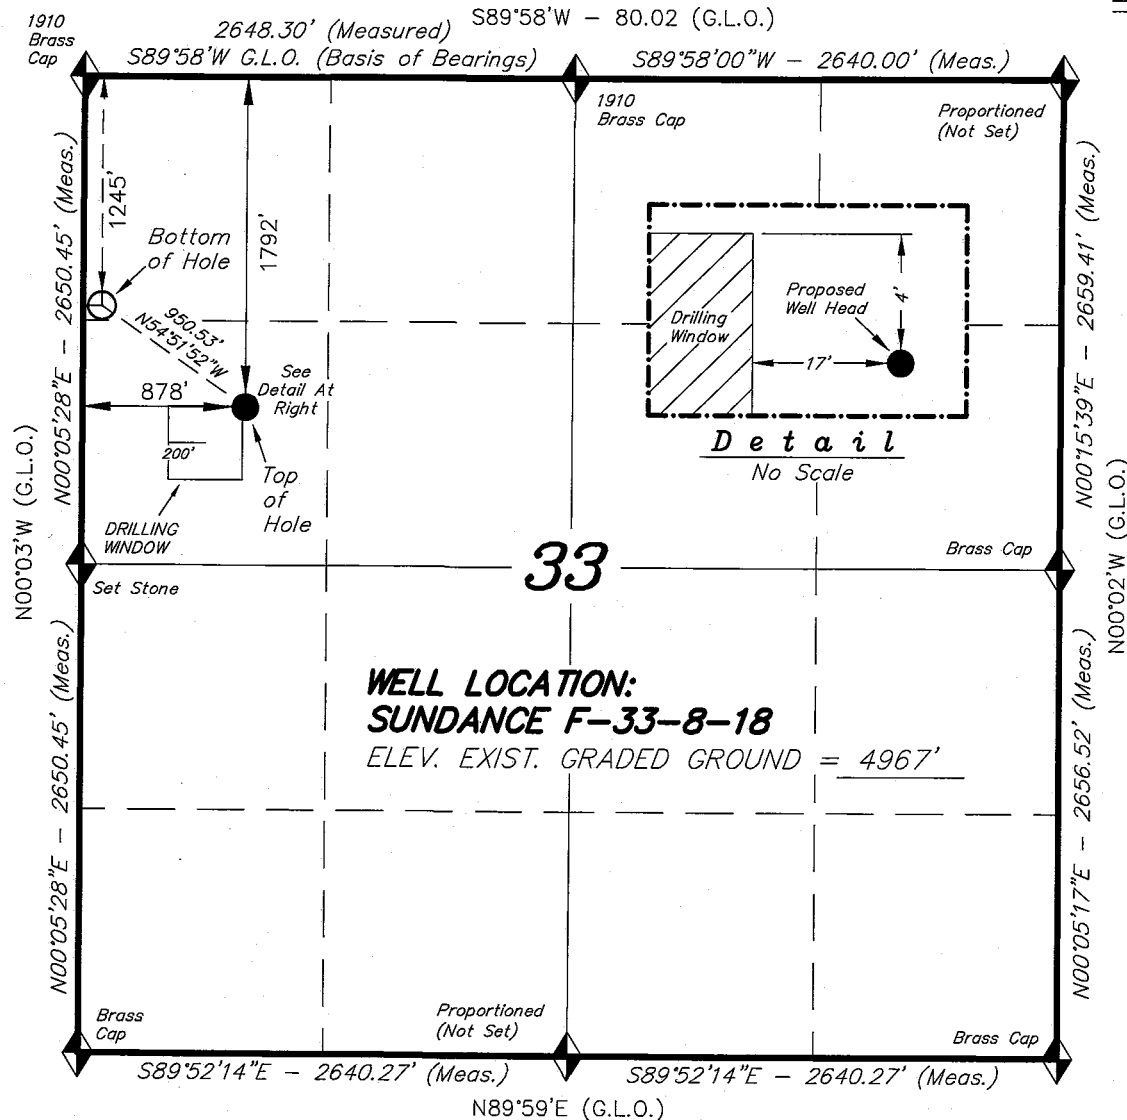 S89°58'W – 80.02 (G.L.O.)
1910
Brass
Cap
2648.30' (Measured)
S89°58'W G.L.O. (Basis of Bearings)
S89°58'00"W – 2640.00' (Meas.)
1910
Brass Cap
Proportioned
(Not Set)
N00°05'28"E – 2650.45' (Meas.)
1245'
1792'
Bottom
of Hole
950.53'
N54°51'52"W
See
Detail At
Right
878'
200'
Top
of
Hole
DRILLING
WINDOW
Drilling
Window
Proposed
Well Head
4'
17'
Detail
No Scale
N00°15'39"E – 2659.41' (Meas.)
N00°03'W (G.L.O.)
N00°02'W (G.L.O.)
Set Stone
33
Brass Cap
WELL LOCATION:
SUNDANCE F–33–8–18
ELEV. EXIST. GRADED GROUND = 4967'
N00°05'28"E – 2650.45' (Meas.)
N00°05'17"E – 2656.52' (Meas.)
Brass
Cap
Proportioned
(Not Set)
Brass Cap
S89°52'14"E – 2640.27' (Meas.)
S89°52'14"E – 2640.27' (Meas.)
N89°59'E (G.L.O.)